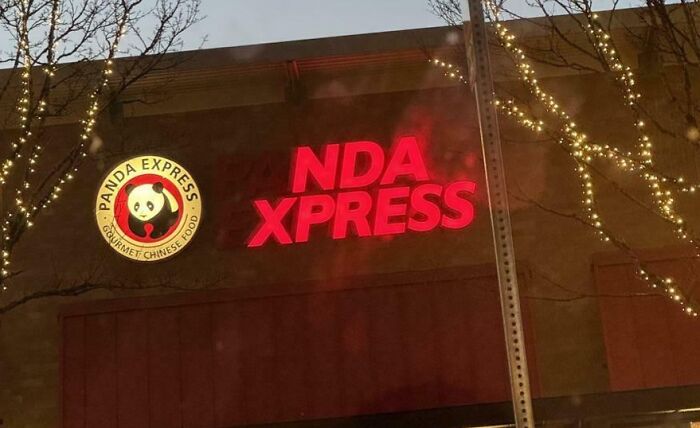 PANDA EXPRESS
GOURMET CHINESE FOOD
NDA
XPRESS